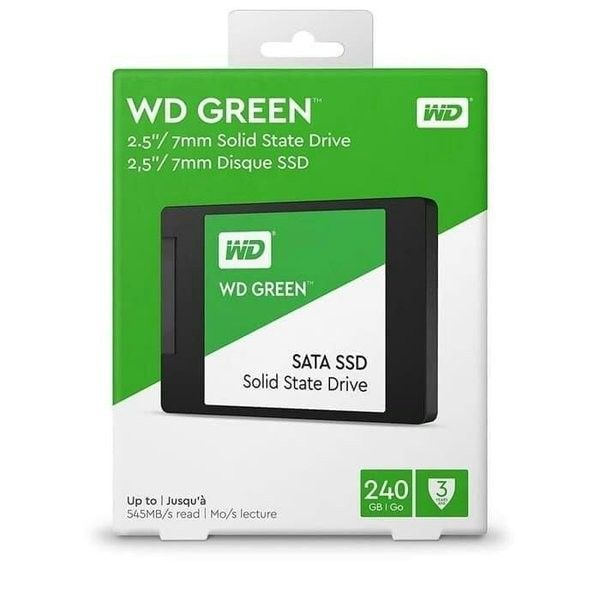 WD GREEN™
WD
2.5"/ 7mm Solid State Drive
2,5"/ 7mm Disque SSD
WD®
WD GREEN™
SATA SSD
Solid State Drive
Up to | Jusqu'à
545MB/s read | Mo/s lecture
240
GB | Go
3
YEARS